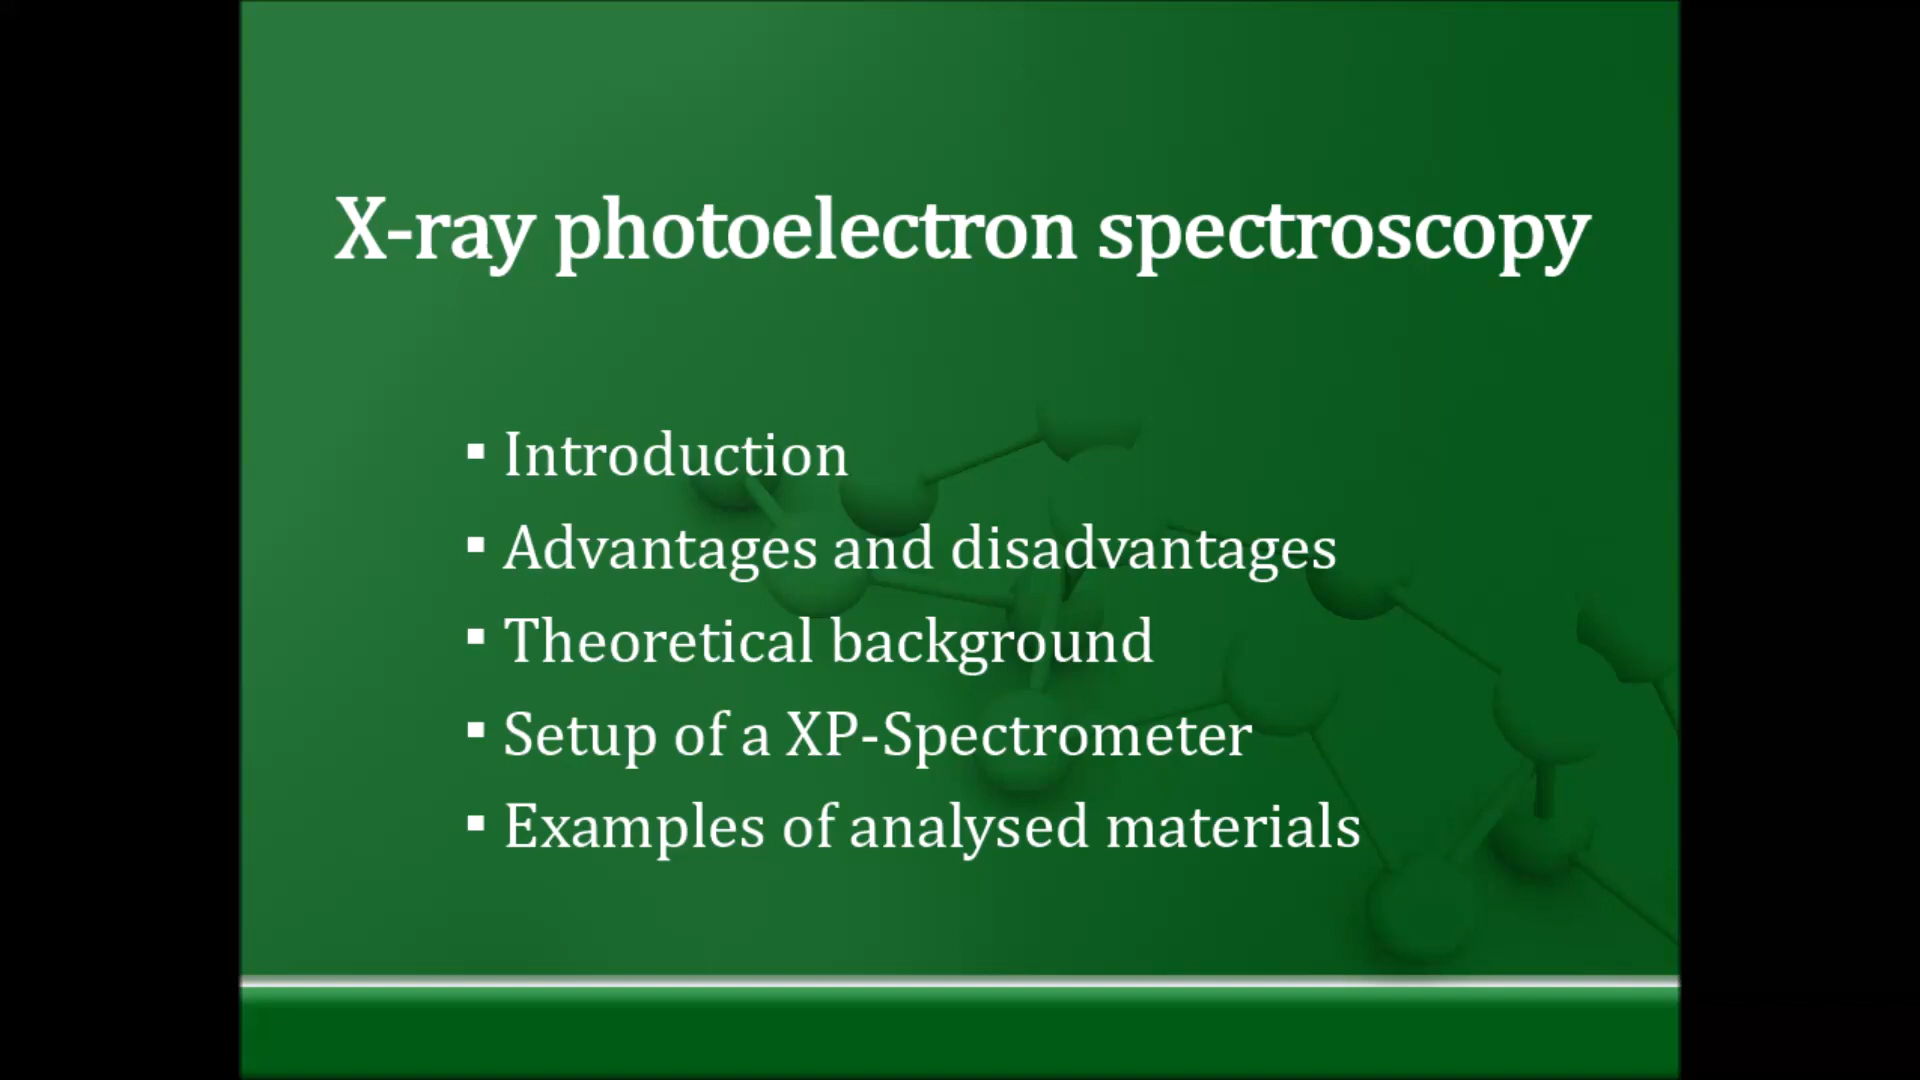 X-ray photoelectron spectroscopy
▪ Introduction
▪ Advantages and disadvantages
▪ Theoretical background
▪ Setup of a XP-Spectrometer
▪ Examples of analysed materials